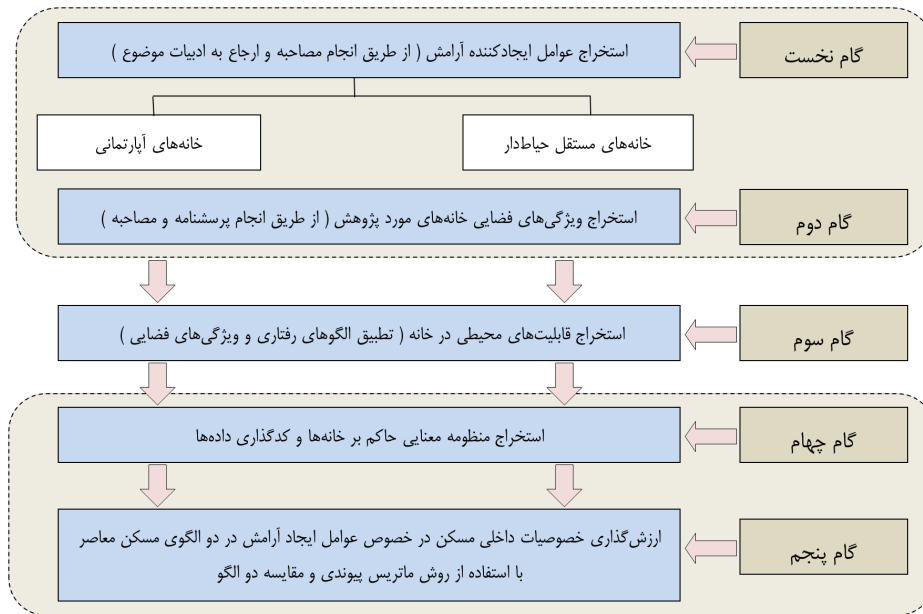 گام نخست
استخراج عوامل ایجادکننده آرامش ( از طریق انجام مصاحبه و ارجاع به ادبیات موضوع )
خانه‌های مستقل حیاط‌دار
خانه‌های آپارتمانی
گام دوم
استخراج ویژگی‌های فضایی خانه‌های مورد پژوهش ( از طریق انجام پرسشنامه و مصاحبه )
گام سوم
استخراج قابلیت‌های محیطی در خانه ( تطبیق الگوهای رفتاری و ویژگی‌های فضایی )
گام چهام
استخراج منظومه معنایی حاکم بر خانه‌ها و کدگذاری داده‌ها
گام پنجم
ارزش‌گذاری خصوصیات داخلی مسکن در خصوص عوامل ایجاد آرامش در دو الگوی مسکن معاصر
با استفاده از روش ماتریس پیوندی و مقایسه دو الگو